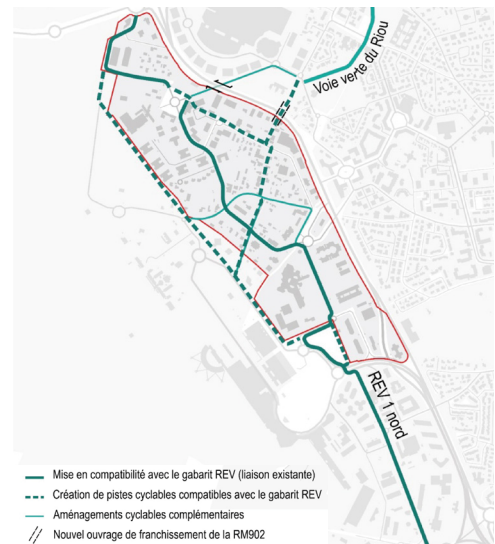 Voie verte du Riou
REV 1 nord
Mise en compatibilité avec le gabarit REV (liaison existante)
Création de pistes cyclables compatibles avec le gabarit REV
Aménagements cyclables complémentaires
Nouvel ouvrage de franchissement de la RM902